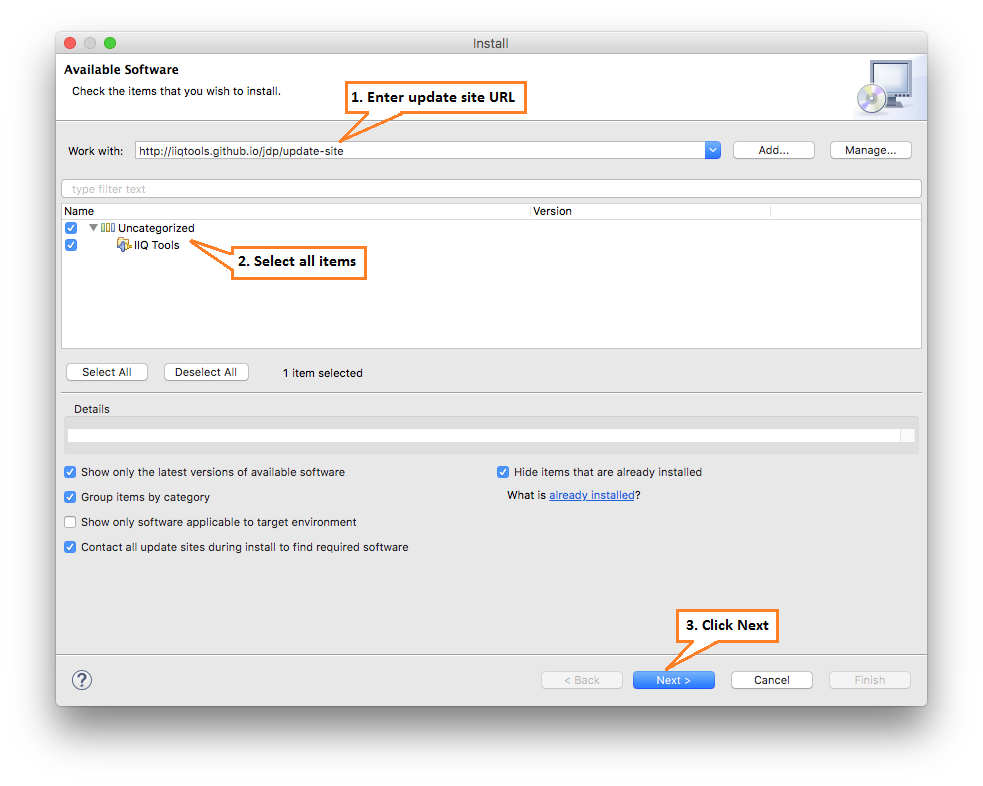 Install
Available Software
Check the items that you wish to install.
1. Enter update site URL
Work with: http://iiqtools.github.io/jdp/update-site Add... Manage...
type filter text
Name Version
Uncategorized
IIQ Tools
2. Select all items
Select All Deselect All 1 item selected
Details
Show only the latest versions of available software Hide items that are already installed
Group items by category What is already installed?
Show only software applicable to target environment
Contact all update sites during install to find required software
3. Click Next
? < Back Next > Cancel Finish